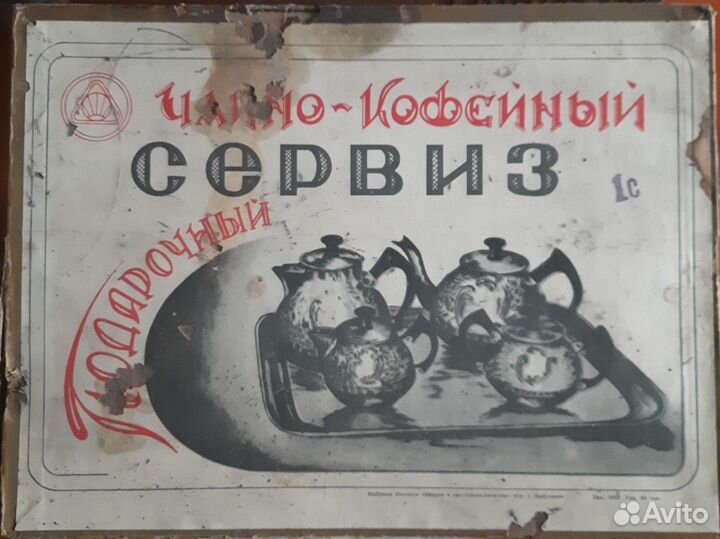 Чайно-Кофейный
сервиз
1с
Подарочный
Avito